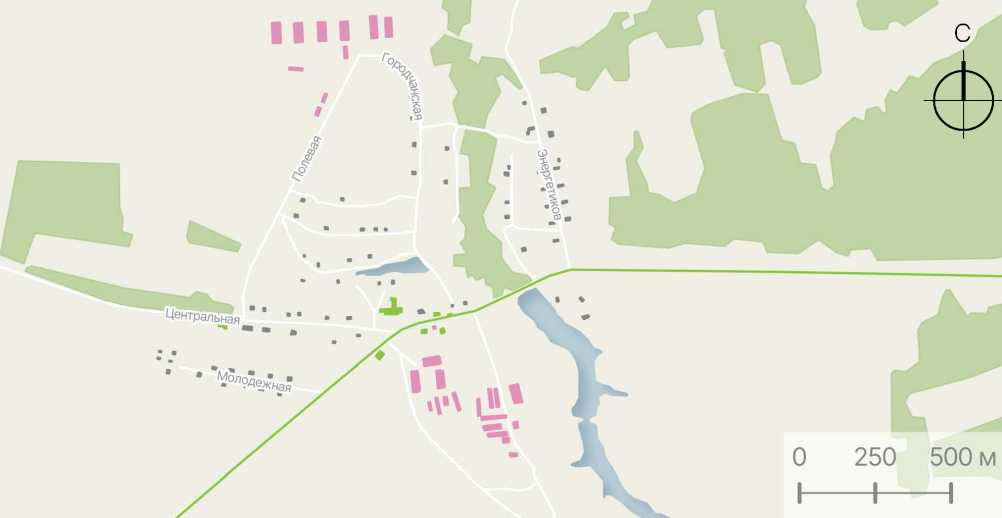 Городчанская
С
Полевая
Энергетиков
Центральная
Молодежная
0 250 500 м